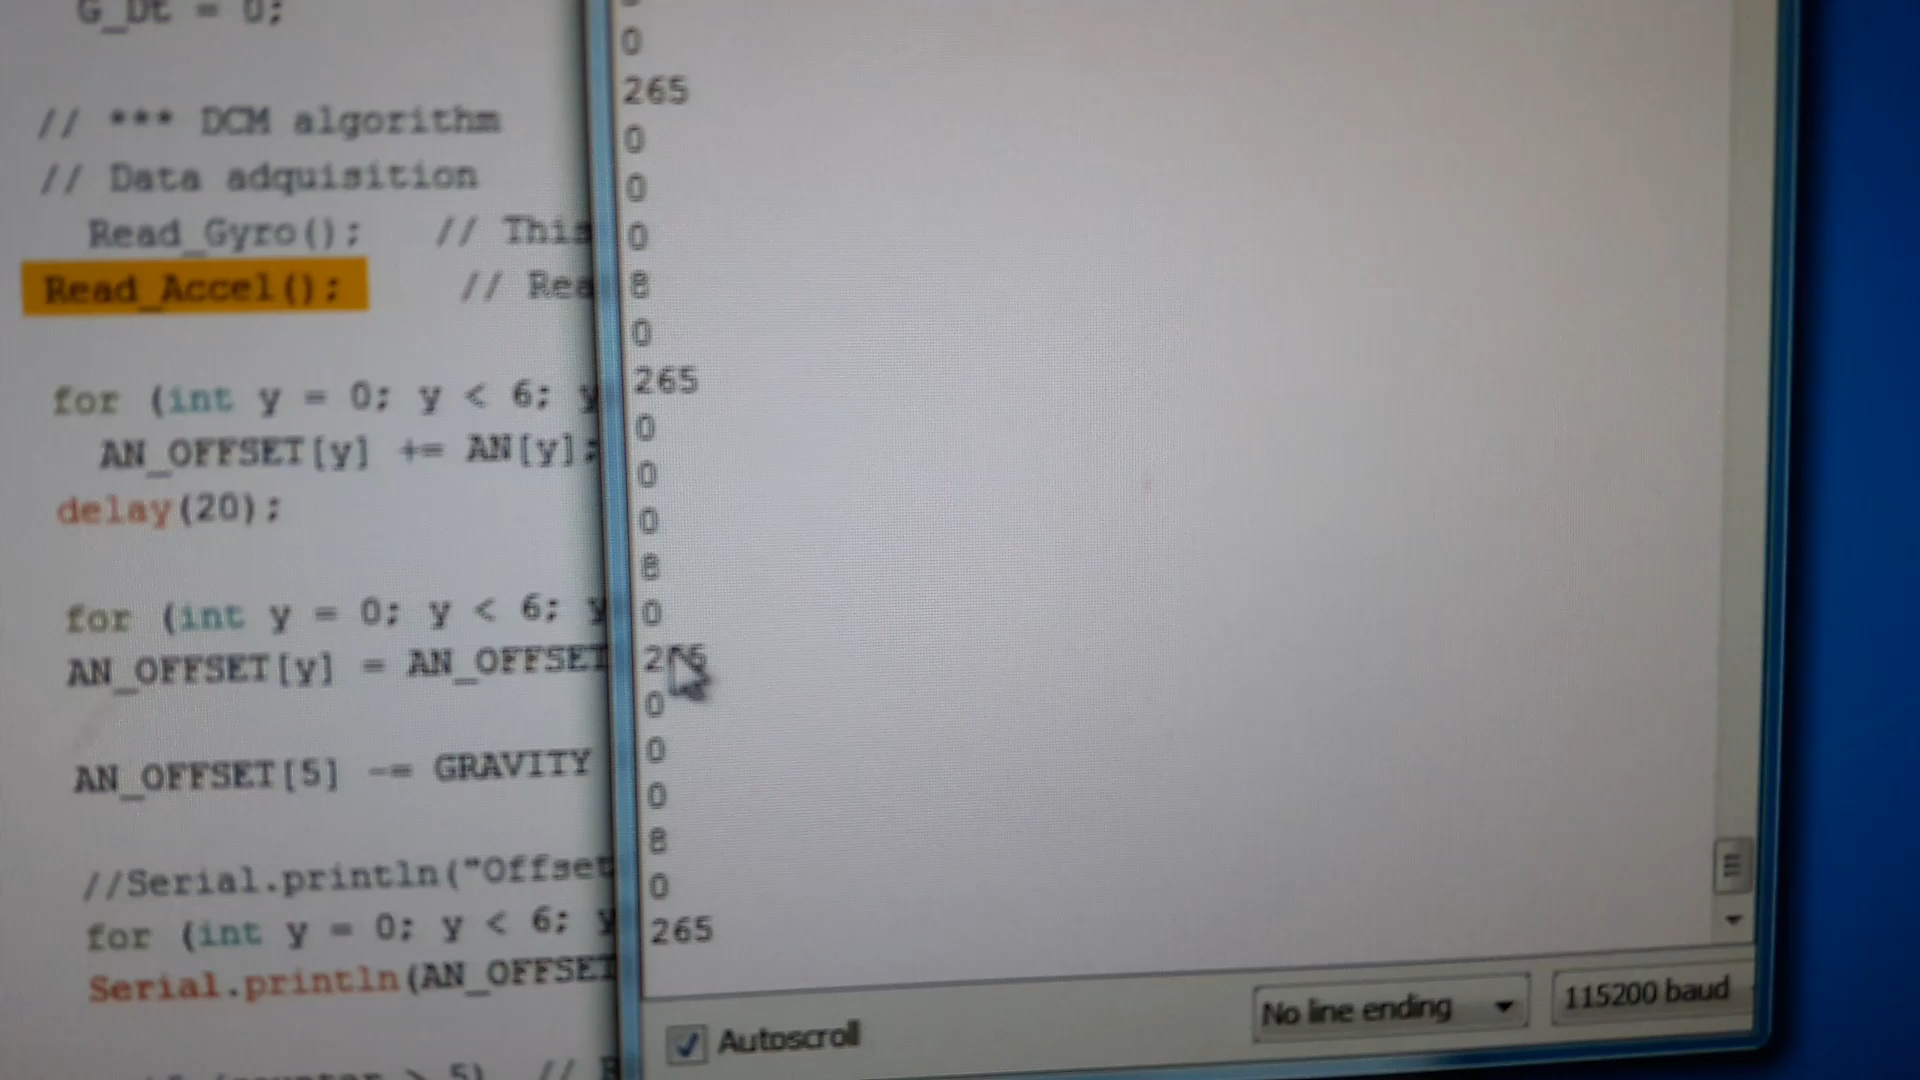 G_Dt = 0;
// *** DCM algorithm
// Data adquisition
Read_Gyro(); // This
Read_Accel(); // Rea
for (int y = 0; y < 6; y
AN_OFFSET[y] += AN[y];
delay(20);
for (int y = 0; y < 6; y
AN_OFFSET[y] = AN_OFFSET
AN_OFFSET[5] -= GRAVITY
//Serial.println("Offset
for (int y = 0; y < 6; y
Serial.println(AN_OFFSET
> 5) //
0
265
0
0
0
8
0
265
0
0
0
8
0
265
0
0
0
8
0
265
Autoscroll
No line ending
115200 baud